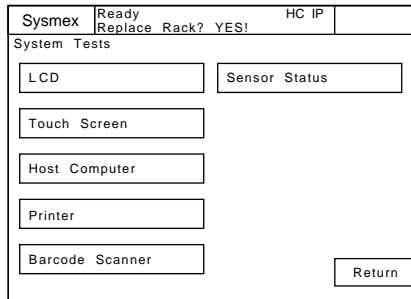 Sysmex
Ready HC IP
Replace Rack? YES!
System Tests
LCD
Sensor Status
Touch Screen
Host Computer
Printer
Barcode Scanner
Return